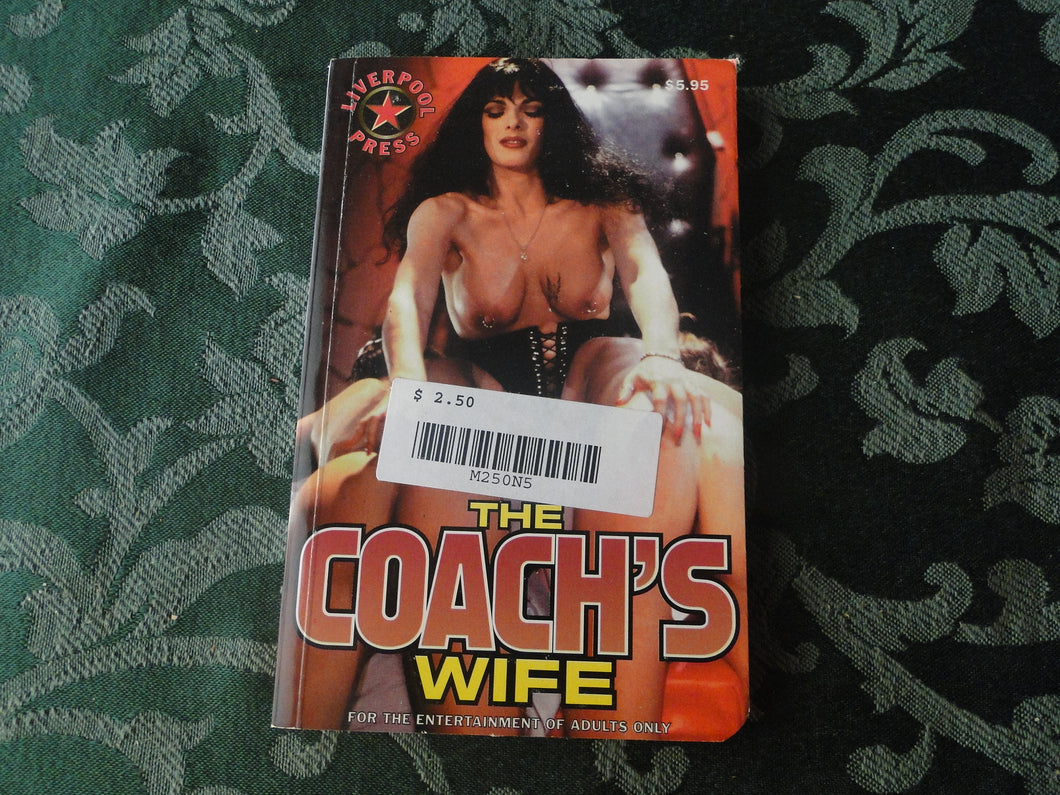 LIVERPOOL
PRESS
$5.95
$ 2.50
M250N5
THE
COACH'S
WIFE
FOR THE ENTERTAINMENT OF ADULTS ONLY